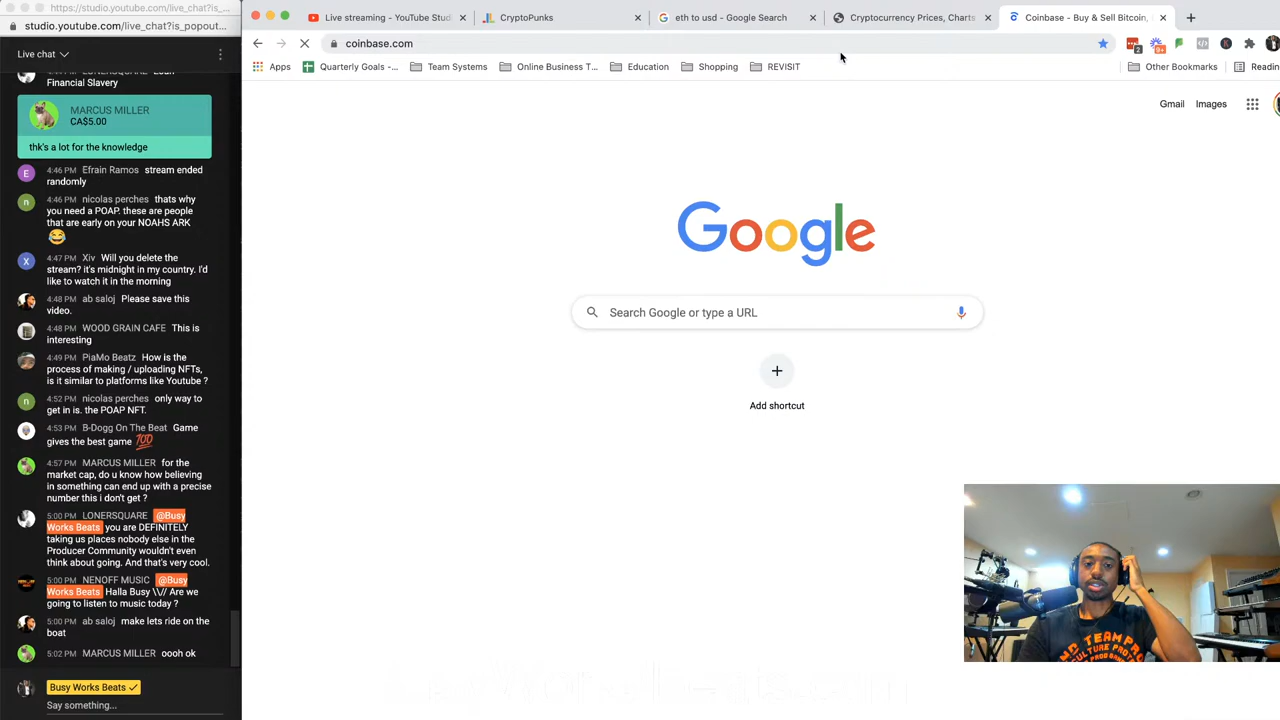 https://studio.youtube.com/live_chat?is_...
studio.youtube.com/live_chat?is_popout...
Live chat
Financial Slavery
MARCUS MILLER
CA$5.00
thk's a lot for the knowledge
4:46 PM Efrain Ramos stream ended
randomly
4:46 PM nicolas perches thats why
you need a POAP. these are people
that are early on your NOAHS ARK
4:47 PM Xiv Will you delete the
stream? it's midnight in my country. I'd
like to watch it in the morning
4:48 PM ab saloj Please save this
video.
4:48 PM WOOD GRAIN CAFE This is
interesting
4:49 PM PiaMo Beatz How is the
process of making / uploading NFTs,
is it similar to platforms like Youtube ?
4:52 PM nicolas perches only way to
get in is. the POAP NFT.
4:53 PM B-Dogg On The Beat Game
gives the best game 100
4:57 PM MARCUS MILLER for the
market cap, do u know how believing
in something can end up with a precise
number this i don't get ?
5:00 PM LONERSQUARE @Busy
Works Beats you are DEFINITELY
taking us places nobody else in the
Producer Community wouldn't even
think about going. And that's very cool.
5:00 PM NENOFF MUSIC @Busy
Works Beats Halla Busy \\// Are we
going to listen to music today ?
5:00 PM ab saloj make lets ride on the
boat
5:02 PM MARCUS MILLER oooh ok
Busy Works Beats
Say something...
Live streaming - YouTube Stud
CryptoPunks
eth to usd - Google Search
Cryptocurrency Prices, Charts
Coinbase - Buy & Sell Bitcoin,
coinbase.com
2
9+
Apps
Quarterly Goals -...
Team Systems
Online Business T...
Education
Shopping
REVISIT
Other Bookmarks
Readin
Gmail
Images
Google
Search Google or type a URL
Add shortcut